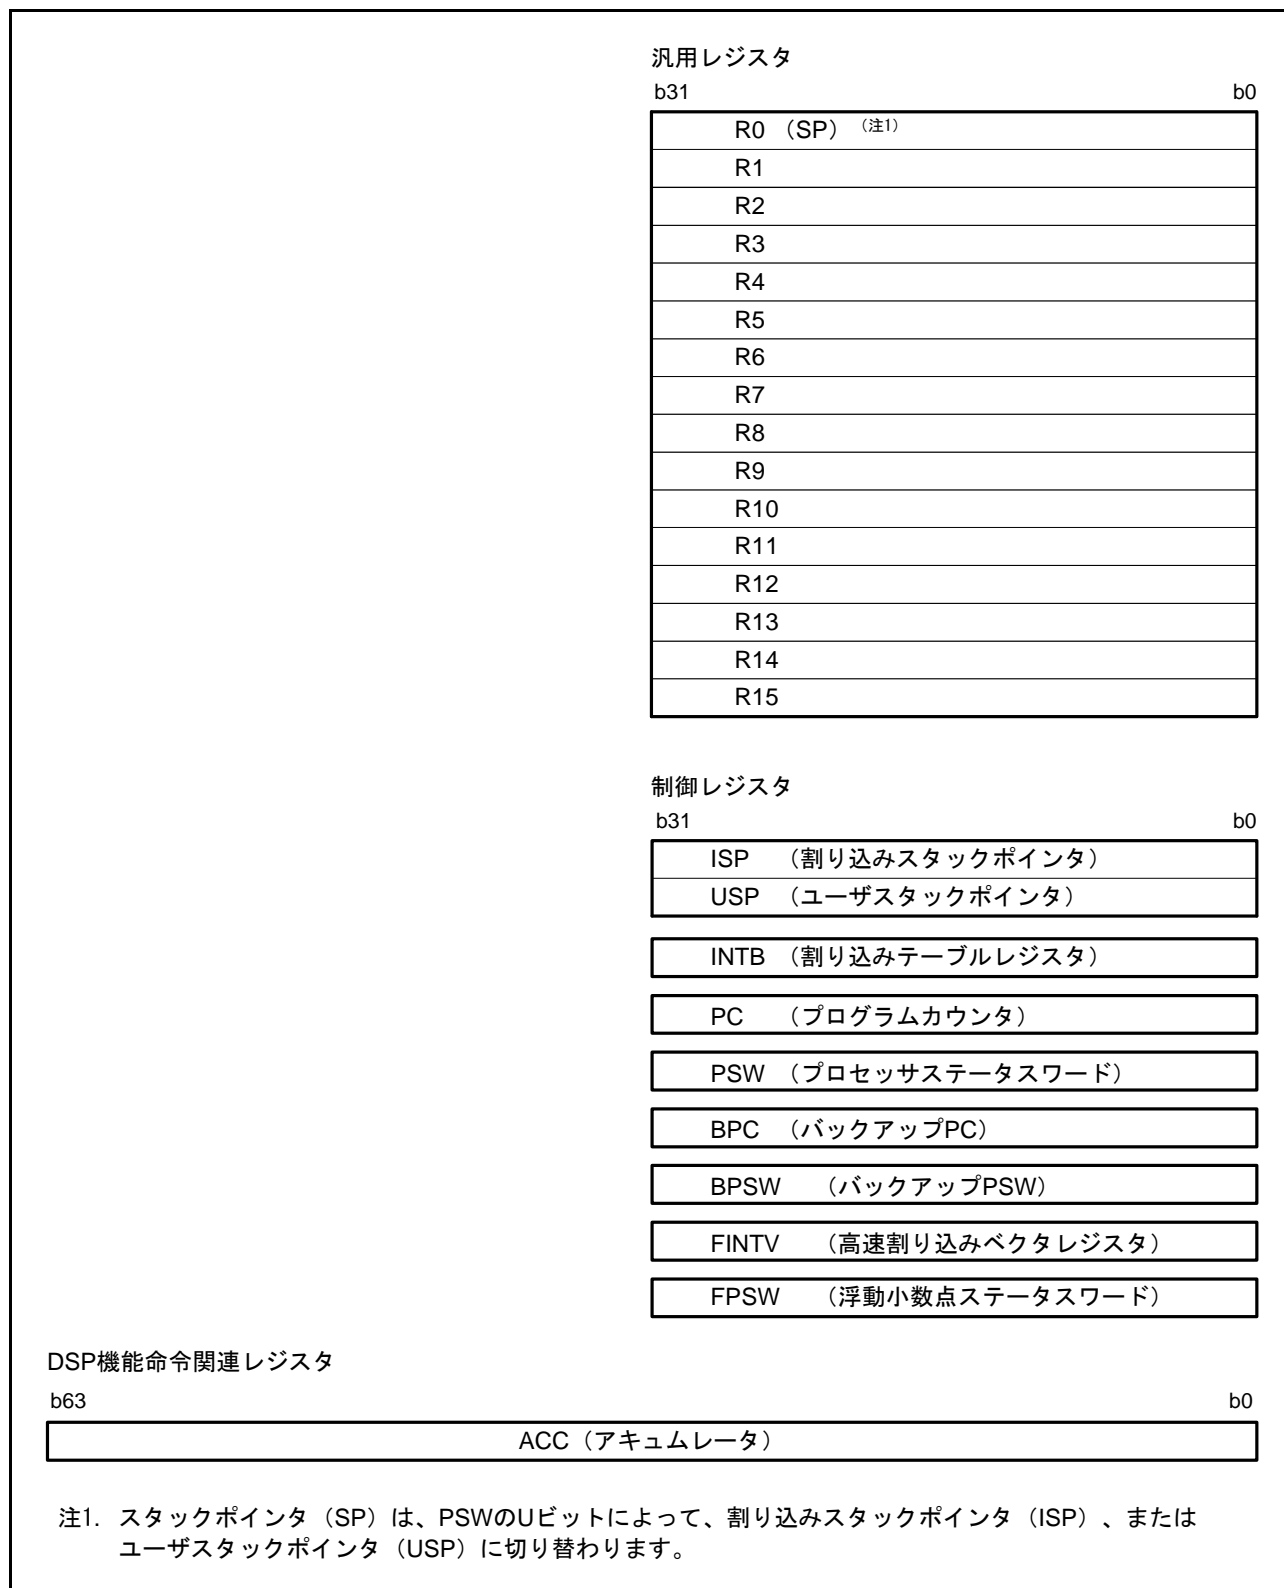 汎用レジスタ
b31 b0
R0 （SP）（注1）
R1
R2
R3
R4
R5
R6
R7
R8
R9
R10
R11
R12
R13
R14
R15
制御レジスタ
b31 b0
ISP （割り込みスタックポインタ）
USP （ユーザスタックポインタ）
INTB （割り込みテーブルレジスタ）
PC （プログラムカウンタ）
PSW （プロセッサステータスワード）
BPC （バックアップPC）
BPSW （バックアップPSW）
FINTV （高速割り込みベクタレジスタ）
FPSW （浮動小数点ステータスワード）
DSP機能命令関連レジスタ
b63 b0
ACC（アキュムレータ）
注1. スタックポインタ（SP）は、PSWのUビットによって、割り込みスタックポインタ（ISP）、または
ユーザスタックポインタ（USP）に切り替わります。